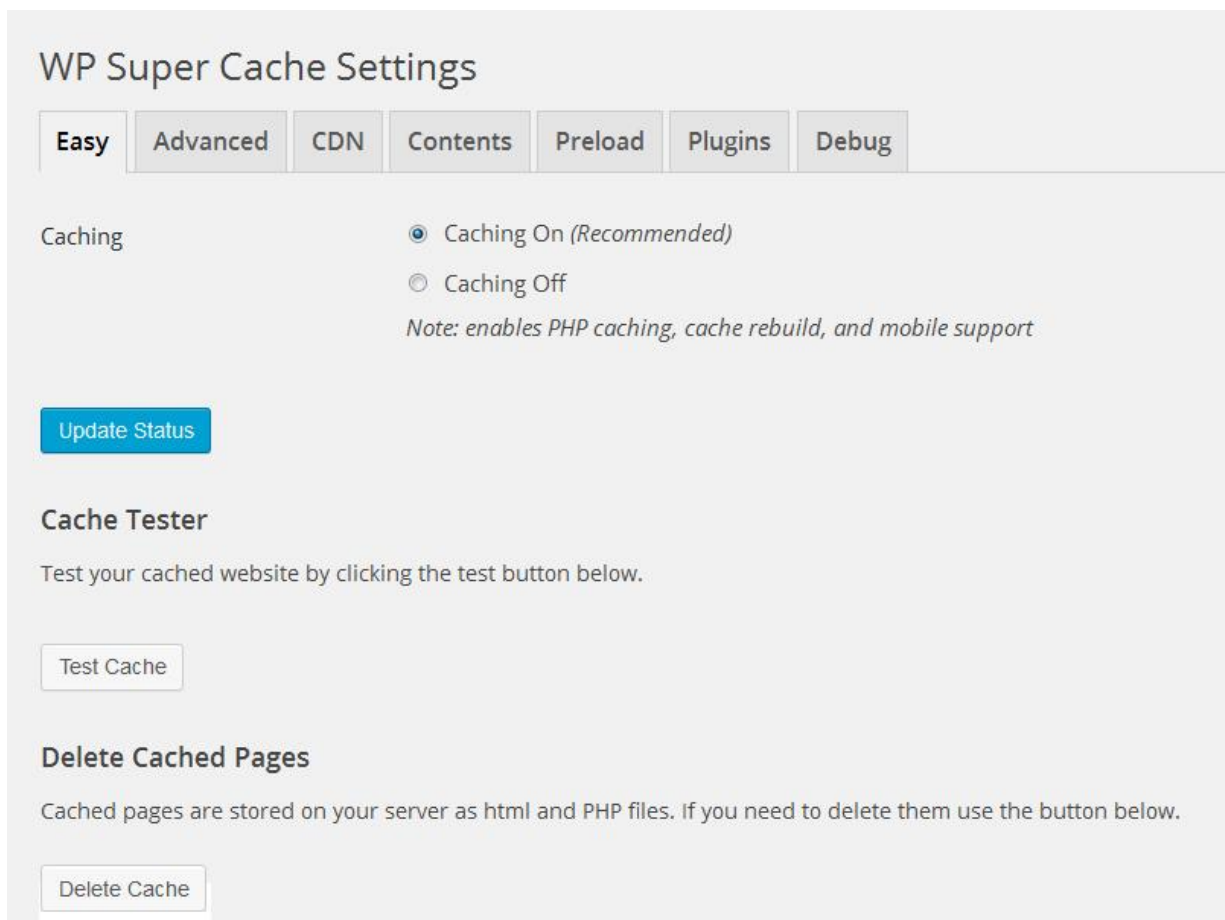 WP Super Cache Settings
Easy Advanced CDN Contents Preload Plugins Debug
Caching Caching On (Recommended)
Caching Off
Note: enables PHP caching, cache rebuild, and mobile support
Update Status
Cache Tester
Test your cached website by clicking the test button below.
Test Cache
Delete Cached Pages
Cached pages are stored on your server as html and PHP files. If you need to delete them use the button below.
Delete Cache